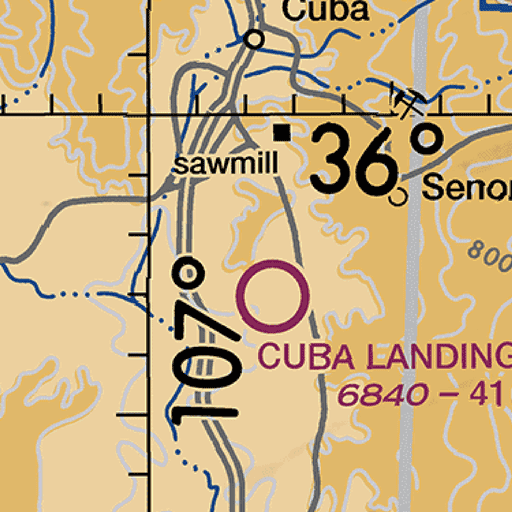 Cuba
sawmill
36°
Senor
800
107°
CUBA LANDING
6840 – 41